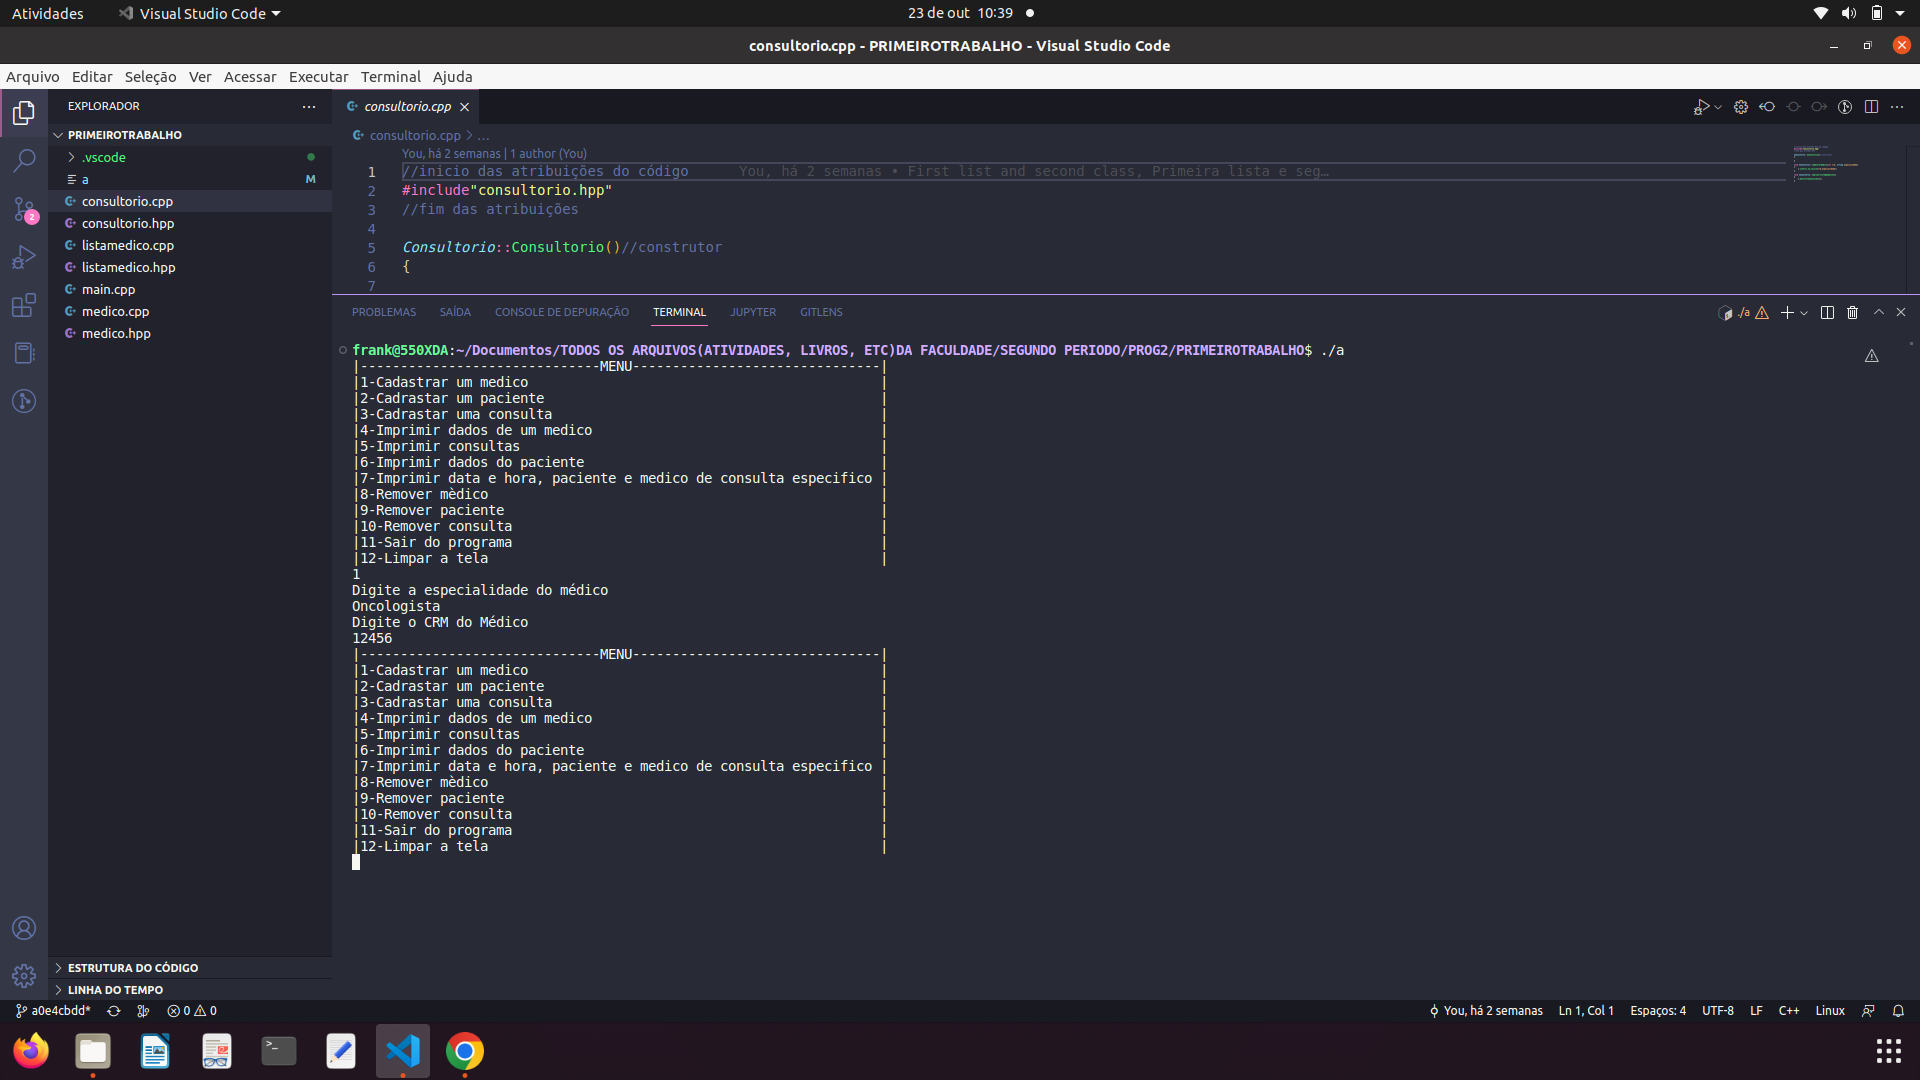 Atividades
Visual Studio Code
23 de out 10:39
consultorio.cpp - PRIMEIROTRABALHO - Visual Studio Code
Arquivo Editar Seleção Ver Acessar Executar Terminal Ajuda
EXPLORADOR
PRIMEIROTRABALHO
.vscode
a M
consultorio.cpp
consultorio.hpp
listamedico.cpp
listamedico.hpp
main.cpp
medico.cpp
medico.hpp
2
ESTRUTURA DO CÓDIGO
LINHA DO TEMPO
consultorio.cpp
consultorio.cpp > ...
You, há 2 semanas | 1 author (You)
1 //inicio das atribuições do código You, há 2 semanas • First list and second class, Primeira lista e seg…
2 #include"consultorio.hpp"
3 //fim das atribuições
4
5 Consultorio::Consultorio()//construtor
6 {
7
PROBLEMAS SAÍDA CONSOLE DE DEPURAÇÃO TERMINAL JUPYTER GITLENS
./a
frank@550XDA:~/Documentos/TODOS OS ARQUIVOS(ATIVIDADES, LIVROS, ETC)DA FACULDADE/SEGUNDO PERIODO/PROG2/PRIMEIROTRABALHO$ ./a
|------------------------------MENU-------------------------------|
|1-Cadastrar um medico |
|2-Cadrastar um paciente |
|3-Cadrastar uma consulta |
|4-Imprimir dados de um medico |
|5-Imprimir consultas |
|6-Imprimir dados do paciente |
|7-Imprimir data e hora, paciente e medico de consulta especifico |
|8-Remover mèdico |
|9-Remover paciente |
|10-Remover consulta |
|11-Sair do programa |
|12-Limpar a tela |
1
Digite a especialidade do médico
Oncologista
Digite o CRM do Médico
12456
|------------------------------MENU-------------------------------|
|1-Cadastrar um medico |
|2-Cadrastar um paciente |
|3-Cadrastar uma consulta |
|4-Imprimir dados de um medico |
|5-Imprimir consultas |
|6-Imprimir dados do paciente |
|7-Imprimir data e hora, paciente e medico de consulta especifico |
|8-Remover mèdico |
|9-Remover paciente |
|10-Remover consulta |
|11-Sair do programa |
|12-Limpar a tela |
a0e4cbdd* 0 0
You, há 2 semanas Ln 1, Col 1 Espaços: 4 UTF-8 LF C++ Linux